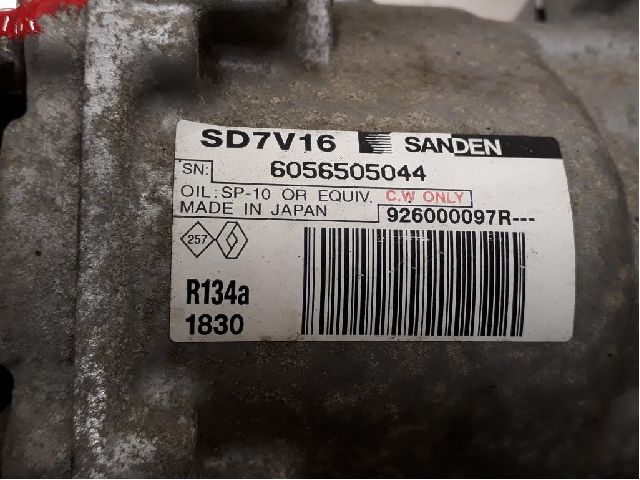 SD7V16 SANDEN
SN: 6056505044
OIL: SP-10 OR EQUIV. C.W ONLY
MADE IN JAPAN 926000097R---
257
R134a
1830